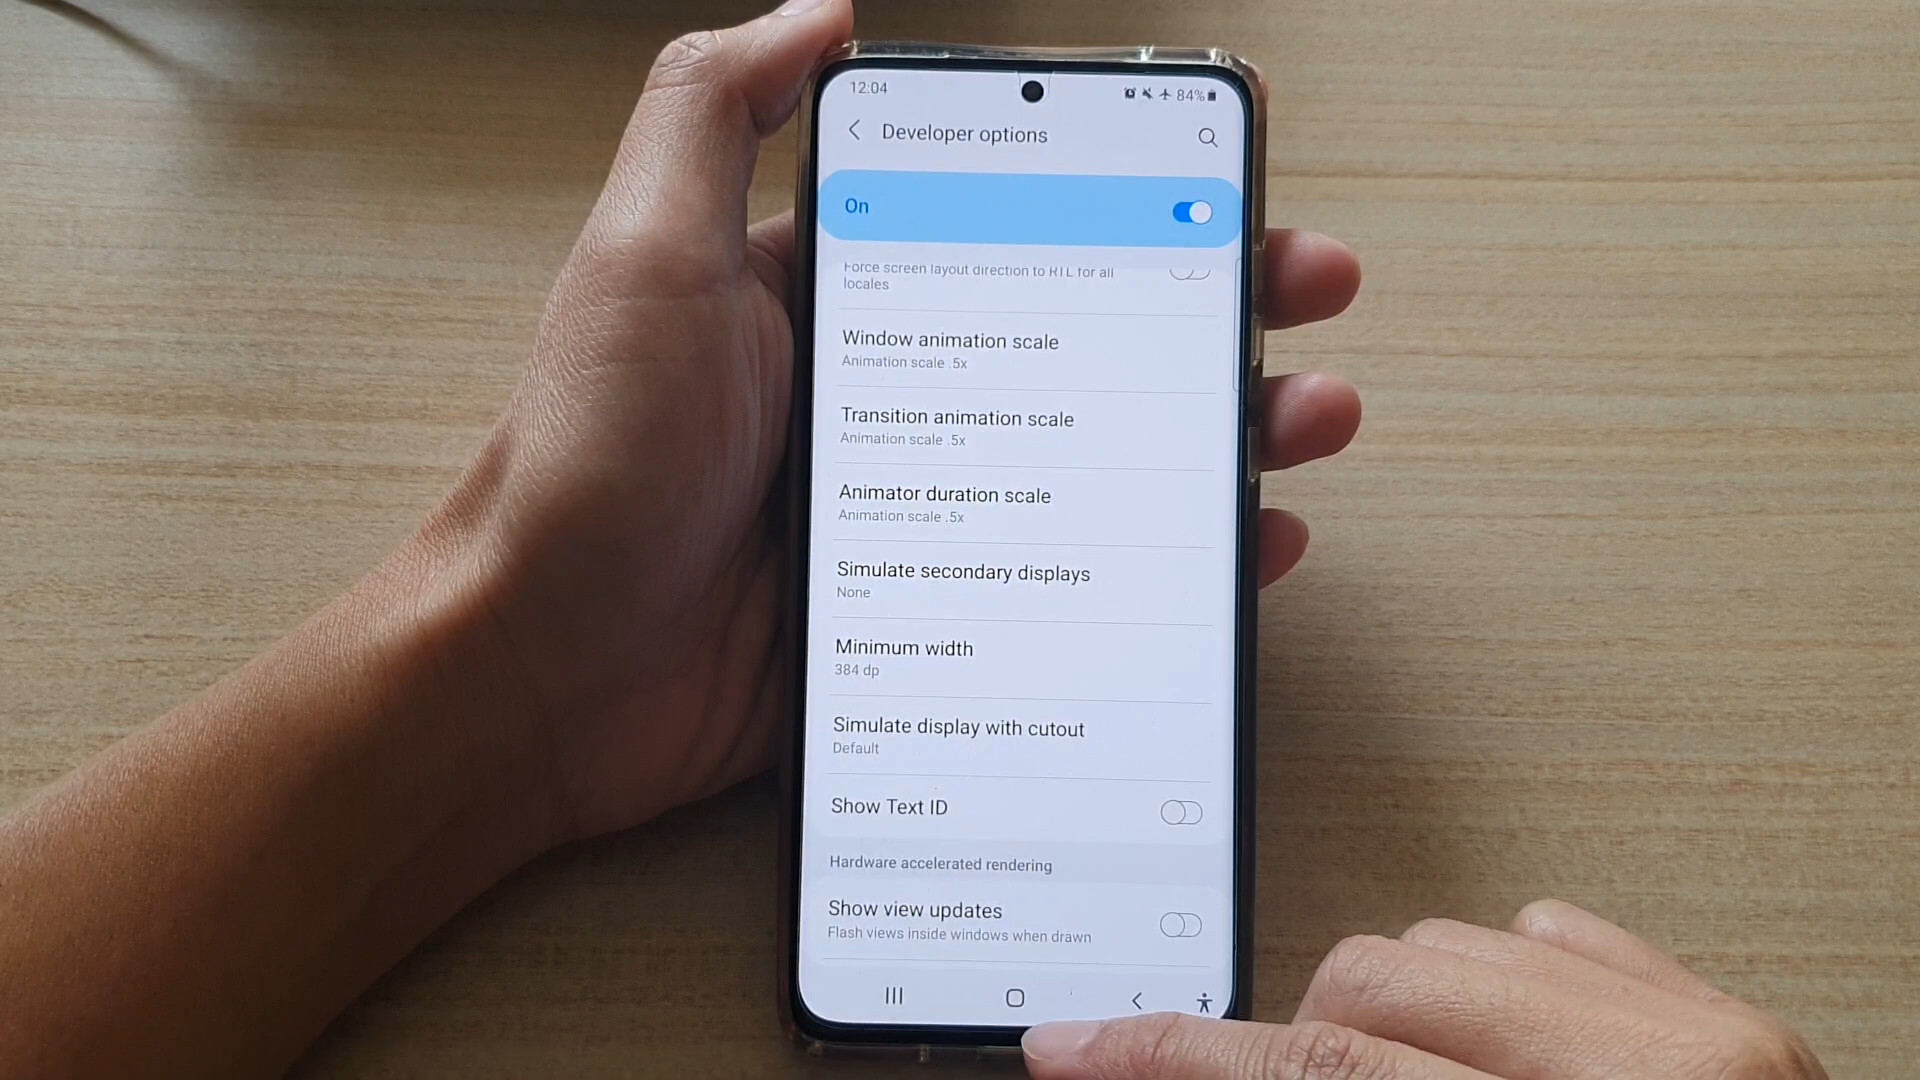 12:04
84%
Developer options
On
Force screen layout direction to RTL for all
locales
Window animation scale
Animation scale .5x
Transition animation scale
Animation scale .5x
Animator duration scale
Animation scale .5x
Simulate secondary displays
None
Minimum width
384 dp
Simulate display with cutout
Default
Show Text ID
Hardware accelerated rendering
Show view updates
Flash views inside windows when drawn